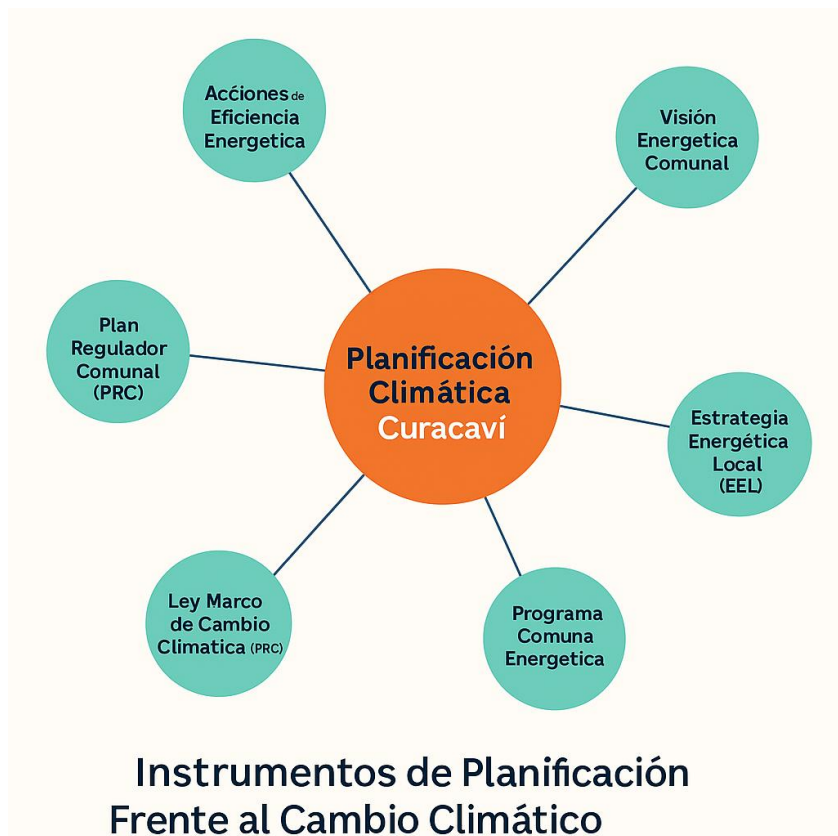 Acćiones de
Eficiencia
Energetica
Visión
Energetica
Comunal
Plan
Regulador
Comunal
(PRC)
Planificación
Climática
Curacaví
Estrategia
Energética
Local
(EEL)
Ley Marco
de Cambio
Climatica (PRC)
Programa
Comuna
Energetica
Instrumentos de Planificación
Frente al Cambio Climático